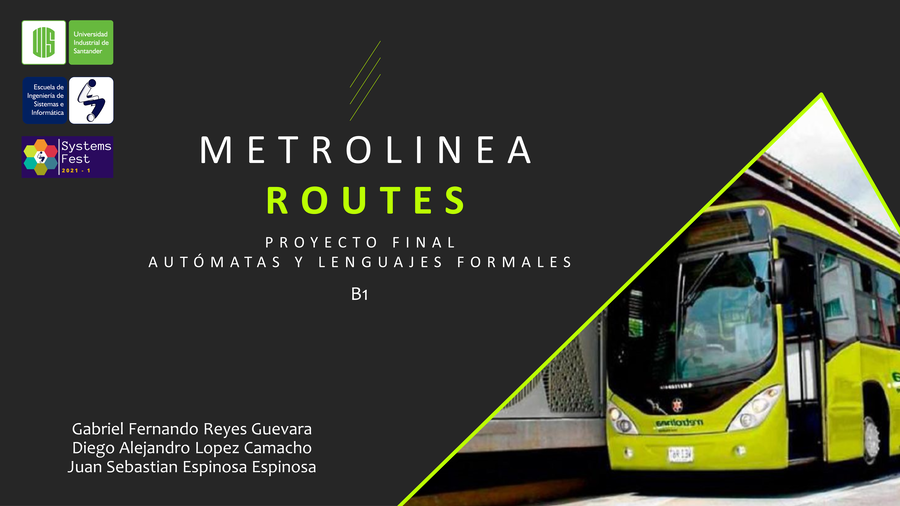 Universidad
Industrial de
Santander
Escuela de
Ingeniería de
Sistemas e
Informática
Systems
Fest
2021 - 1
METROLINEA
ROUTES
PROYECTO FINAL
AUTÓMATAS Y LENGUAJES FORMALES
B1
Gabriel Fernando Reyes Guevara
Diego Alejandro Lopez Camacho
Juan Sebastian Espinosa Espinosa